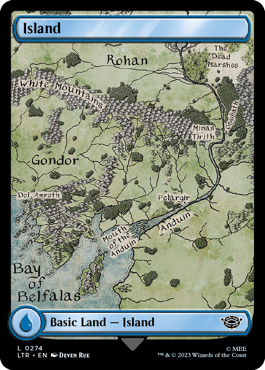 Island
The
Dead
Marshes
Rohan
White Mountains
Minas
Tirith
Gondor
Dol Amroth
Pelargir
Mouth
of the
Anduin
Anduin
Bay
of
Belfalas
Basic Land — Island
L 0274
LTR • EN Deven Rue
© MEE
™ & © 2023 Wizards of the Coast